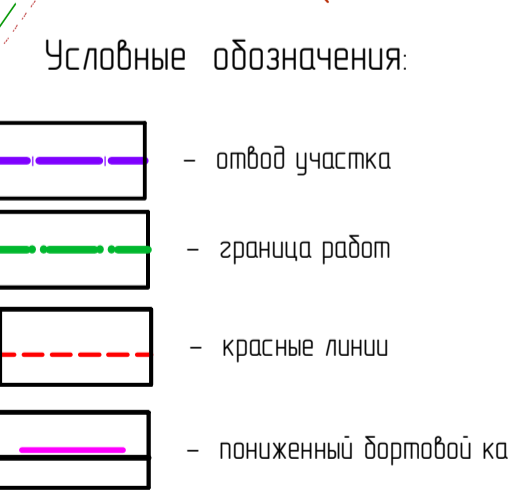 Условные обозначения:
- отвод участка
- граница работ
- красные линии
- пониженный бортовой ка